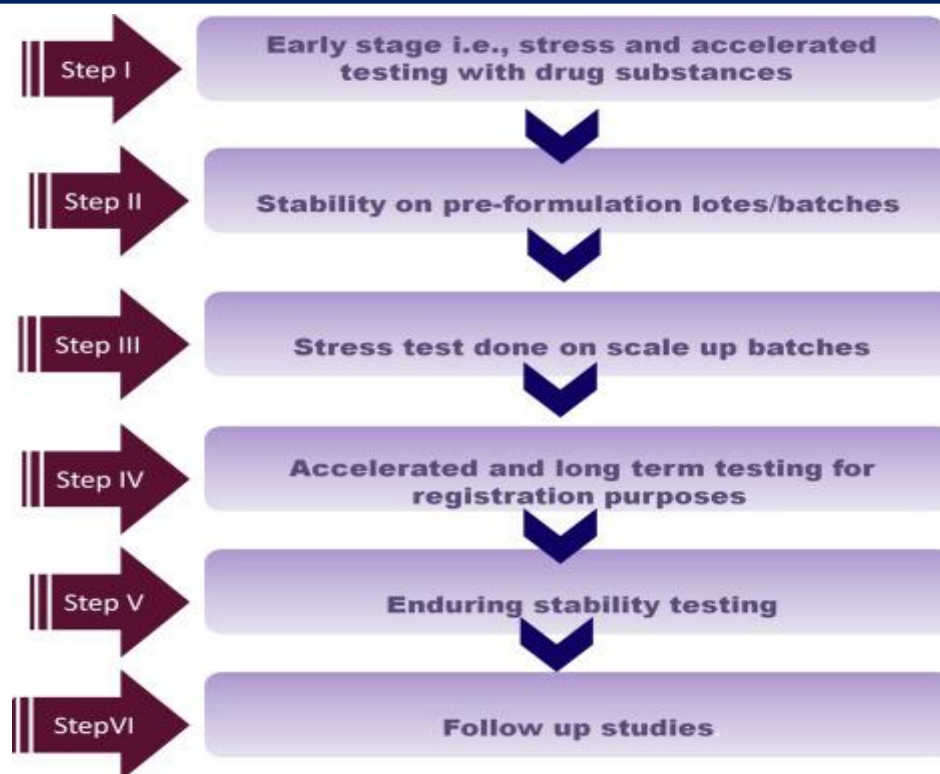 Step I
Early stage i.e., stress and accelerated
testing with drug substances
Step II
Stability on pre-formulation lotes/batches
Step III
Stress test done on scale up batches
Step IV
Accelerated and long term testing for
registration purposes
Step V
Enduring stability testing
StepVI
Follow up studies